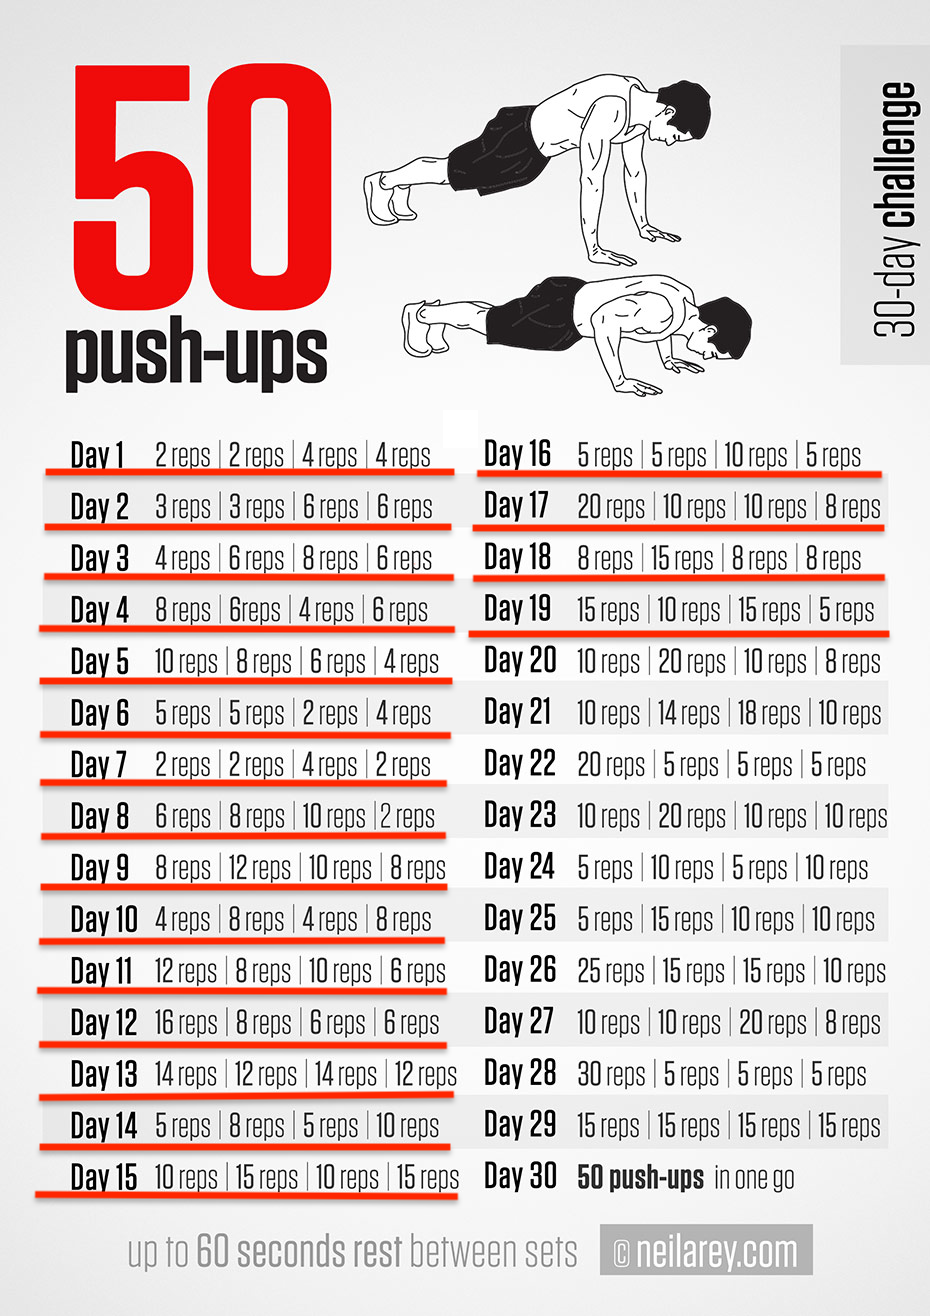 50
push-ups
30-day challenge
Day 1 2 reps | 2 reps | 4 reps | 4 reps
Day 2 3 reps | 3 reps | 6 reps | 6 reps
Day 3 4 reps | 6 reps | 8 reps | 6 reps
Day 4 8 reps | 6reps | 4 reps | 6 reps
Day 5 10 reps | 8 reps | 6 reps | 4 reps
Day 6 5 reps | 5 reps | 2 reps | 4 reps
Day 7 2 reps | 2 reps | 4 reps | 2 reps
Day 8 6 reps | 8 reps | 10 reps | 2 reps
Day 9 8 reps | 12 reps | 10 reps | 8 reps
Day 10 4 reps | 8 reps | 4 reps | 8 reps
Day 11 12 reps | 8 reps | 10 reps | 6 reps
Day 12 16 reps | 8 reps | 6 reps | 6 reps
Day 13 14 reps | 12 reps | 14 reps | 12 reps
Day 14 5 reps | 8 reps | 5 reps | 10 reps
Day 15 10 reps | 15 reps | 10 reps | 15 reps
Day 16 5 reps | 5 reps | 10 reps | 5 reps
Day 17 20 reps | 10 reps | 10 reps | 8 reps
Day 18 8 reps | 15 reps | 8 reps | 8 reps
Day 19 15 reps | 10 reps | 15 reps | 5 reps
Day 20 10 reps | 20 reps | 10 reps | 8 reps
Day 21 10 reps | 14 reps | 18 reps | 10 reps
Day 22 20 reps | 5 reps | 5 reps | 5 reps
Day 23 10 reps | 20 reps | 10 reps | 10 reps
Day 24 5 reps | 10 reps | 5 reps | 10 reps
Day 25 5 reps | 15 reps | 10 reps | 10 reps
Day 26 25 reps | 15 reps | 15 reps | 10 reps
Day 27 10 reps | 10 reps | 20 reps | 8 reps
Day 28 30 reps | 5 reps | 5 reps | 5 reps
Day 29 15 reps | 15 reps | 15 reps | 15 reps
Day 30 50 push-ups in one go
up to 60 seconds rest between sets
© neilarey.com